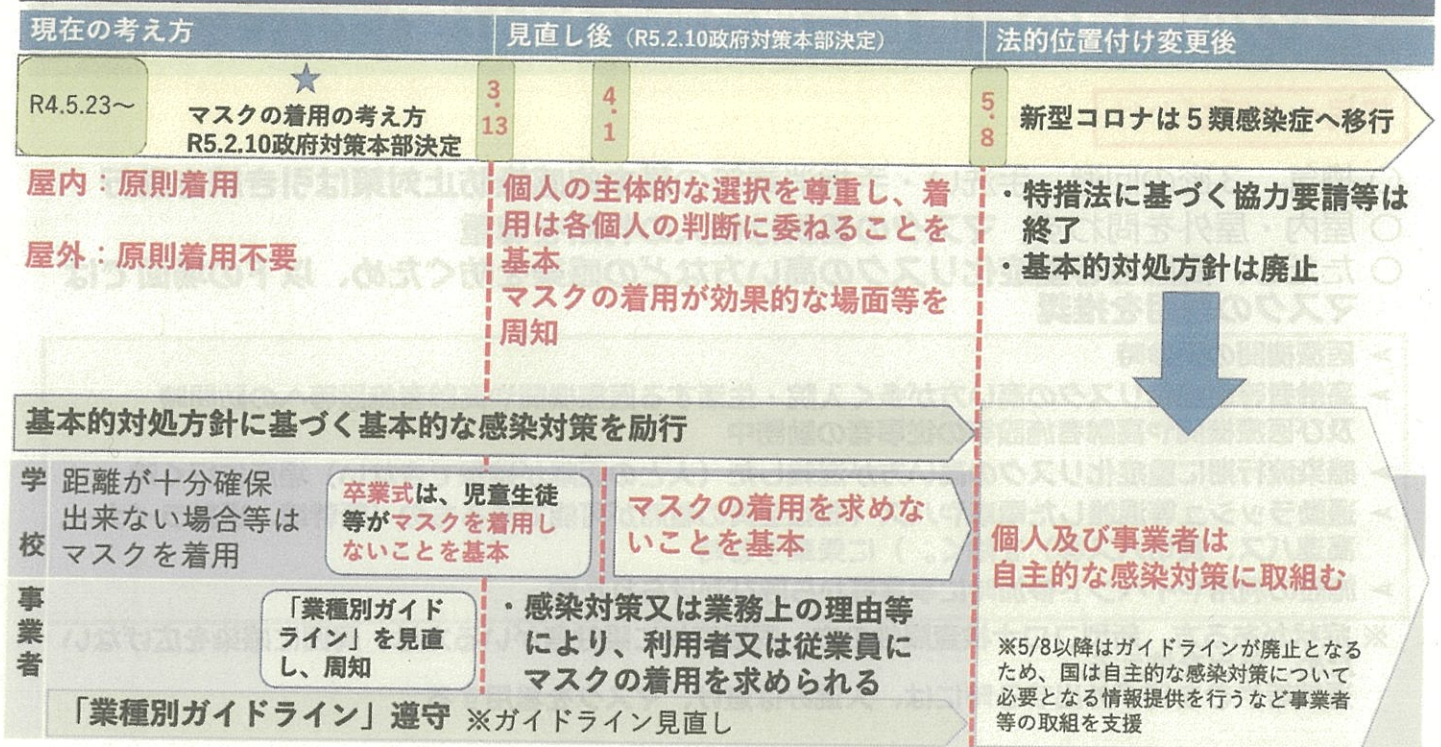 現在の考え方
見直し後（R5.2.10政府対策本部決定）
法的位置付け変更後
R4.5.23～
マスクの着用の考え方
R5.2.10政府対策本部決定
3.13
4.1
5.8
新型コロナは５類感染症へ移行
屋内：原則着用
屋外：原則着用不要
個人の主体的な選択を尊重し、着
用は各個人の判断に委ねることを
基本
マスクの着用が効果的な場面等を
周知
・特措法に基づく協力要請等は
終了
・基本的対処方針は廃止
基本的対処方針に基づく基本的な感染対策を励行
学校
距離が十分確保
出来ない場合等は
マスクを着用
卒業式は、児童生徒
等がマスクを着用し
ないことを基本
マスクの着用を求めな
いことを基本
個人及び事業者は
自主的な感染対策に取組む
事業者
「業種別ガイド
ライン」を見直
し、周知
・感染対策又は業務上の理由等
により、利用者又は従業員に
マスクの着用を求められる
※5/8以降はガイドラインが廃止となる
ため、国は自主的な感染対策について
必要となる情報提供を行うなど事業者
等の取組を支援
「業種別ガイドライン」遵守 ※ガイドライン見直し